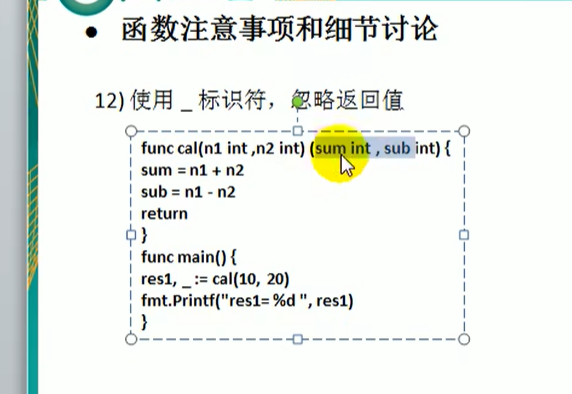 ● 函数注意事项和细节讨论
12) 使用 _ 标识符，忽略返回值
func cal(n1 int ,n2 int) (sum int , sub int) {
sum = n1 + n2
sub = n1 - n2
return
}
func main() {
res1, _ := cal(10, 20)
fmt.Printf("res1= %d ", res1)
}